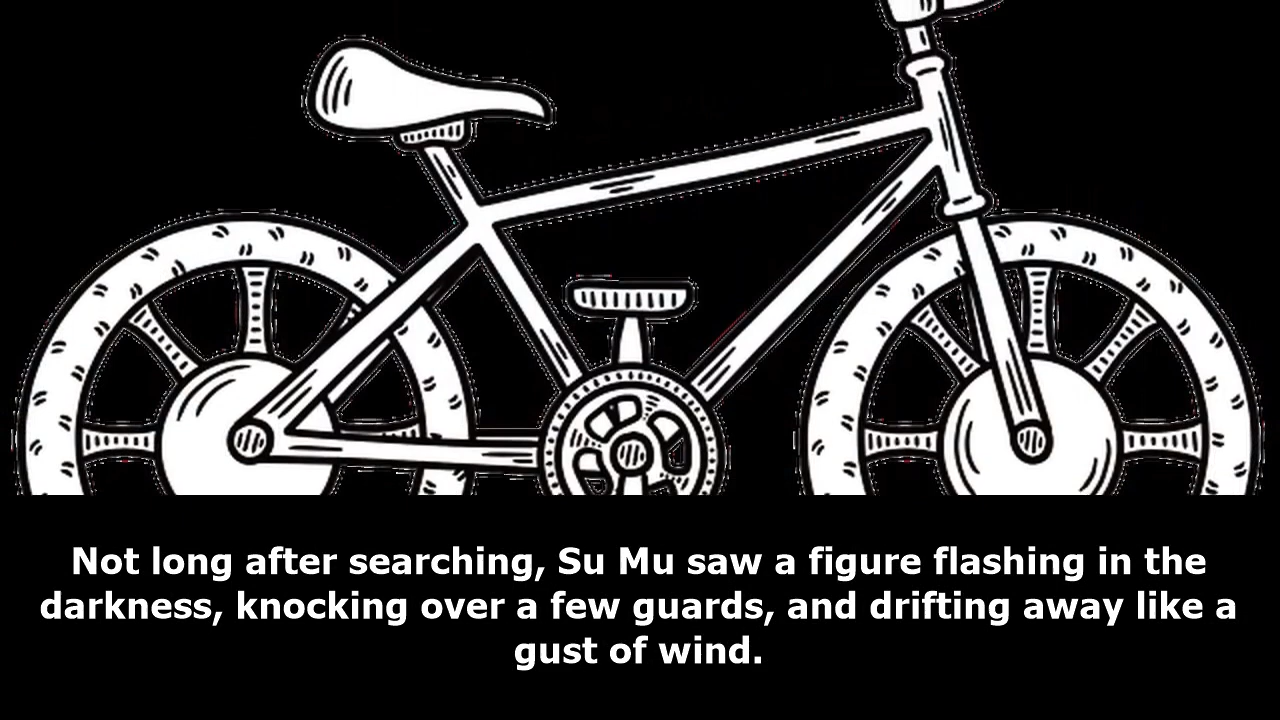 Not long after searching, Su Mu saw a figure flashing in the
darkness, knocking over a few guards, and drifting away like a
gust of wind.